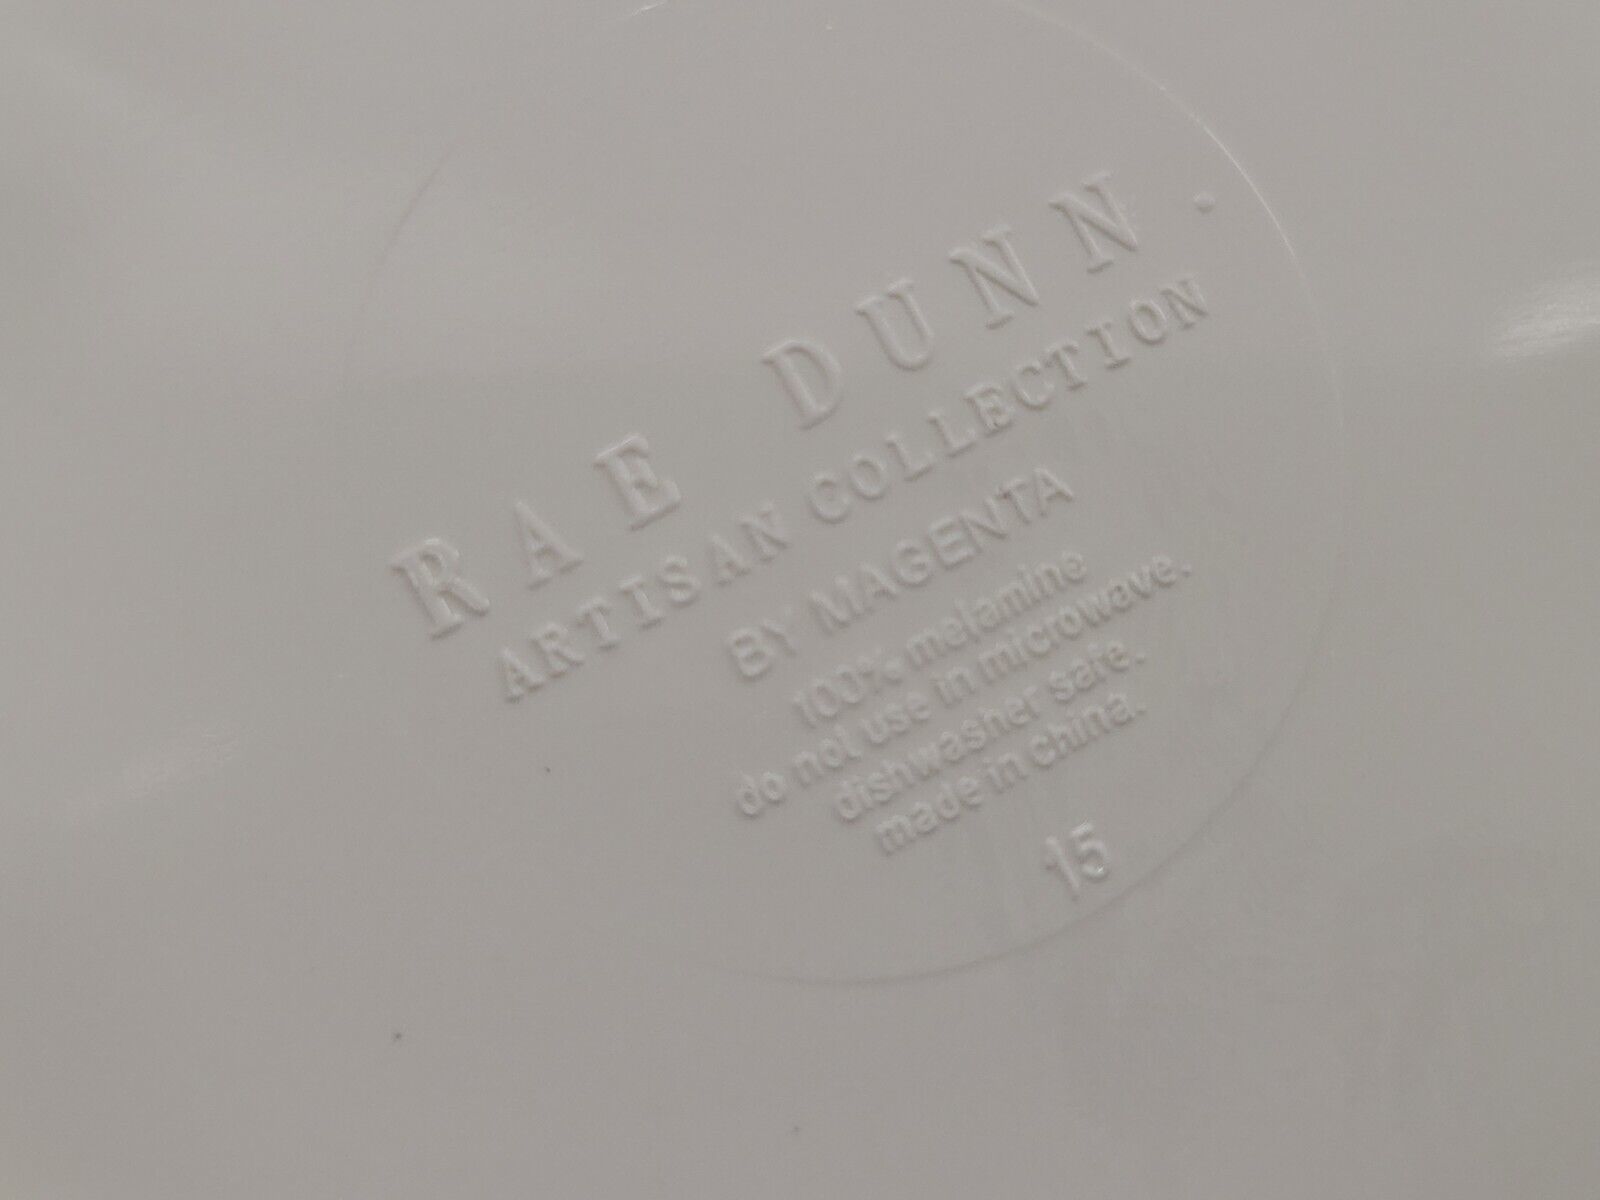 RAE DUNN.
ARTISAN COLLECTION
BY MAGENTA
100% melamine
do not use in microwave.
dishwasher safe.
made in China.
15